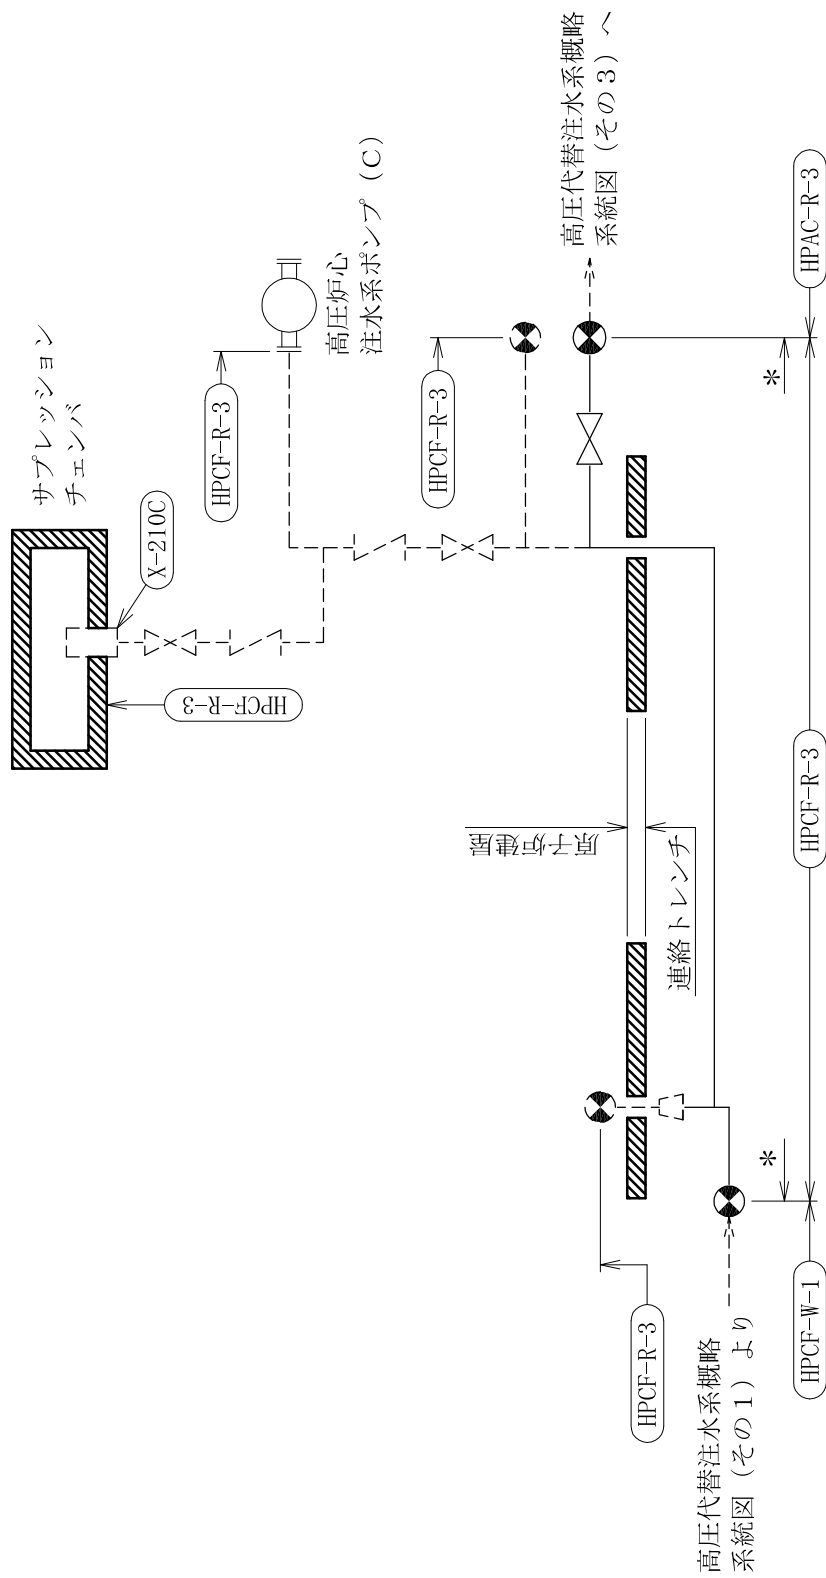 サプレッション
チェンバ
X-210C
HPCF-R-3
HPCF-R-3
高圧炉心
注水系ポンプ（C）
HPCF-R-3
高圧代替注水系概略
系統図（その３）へ
原子炉建屋
連絡トレンチ
HPCF-R-3
高圧代替注水系概略
系統図（その１）より
*
*
HPCF-W-1
HPCF-R-3
HPAC-R-3